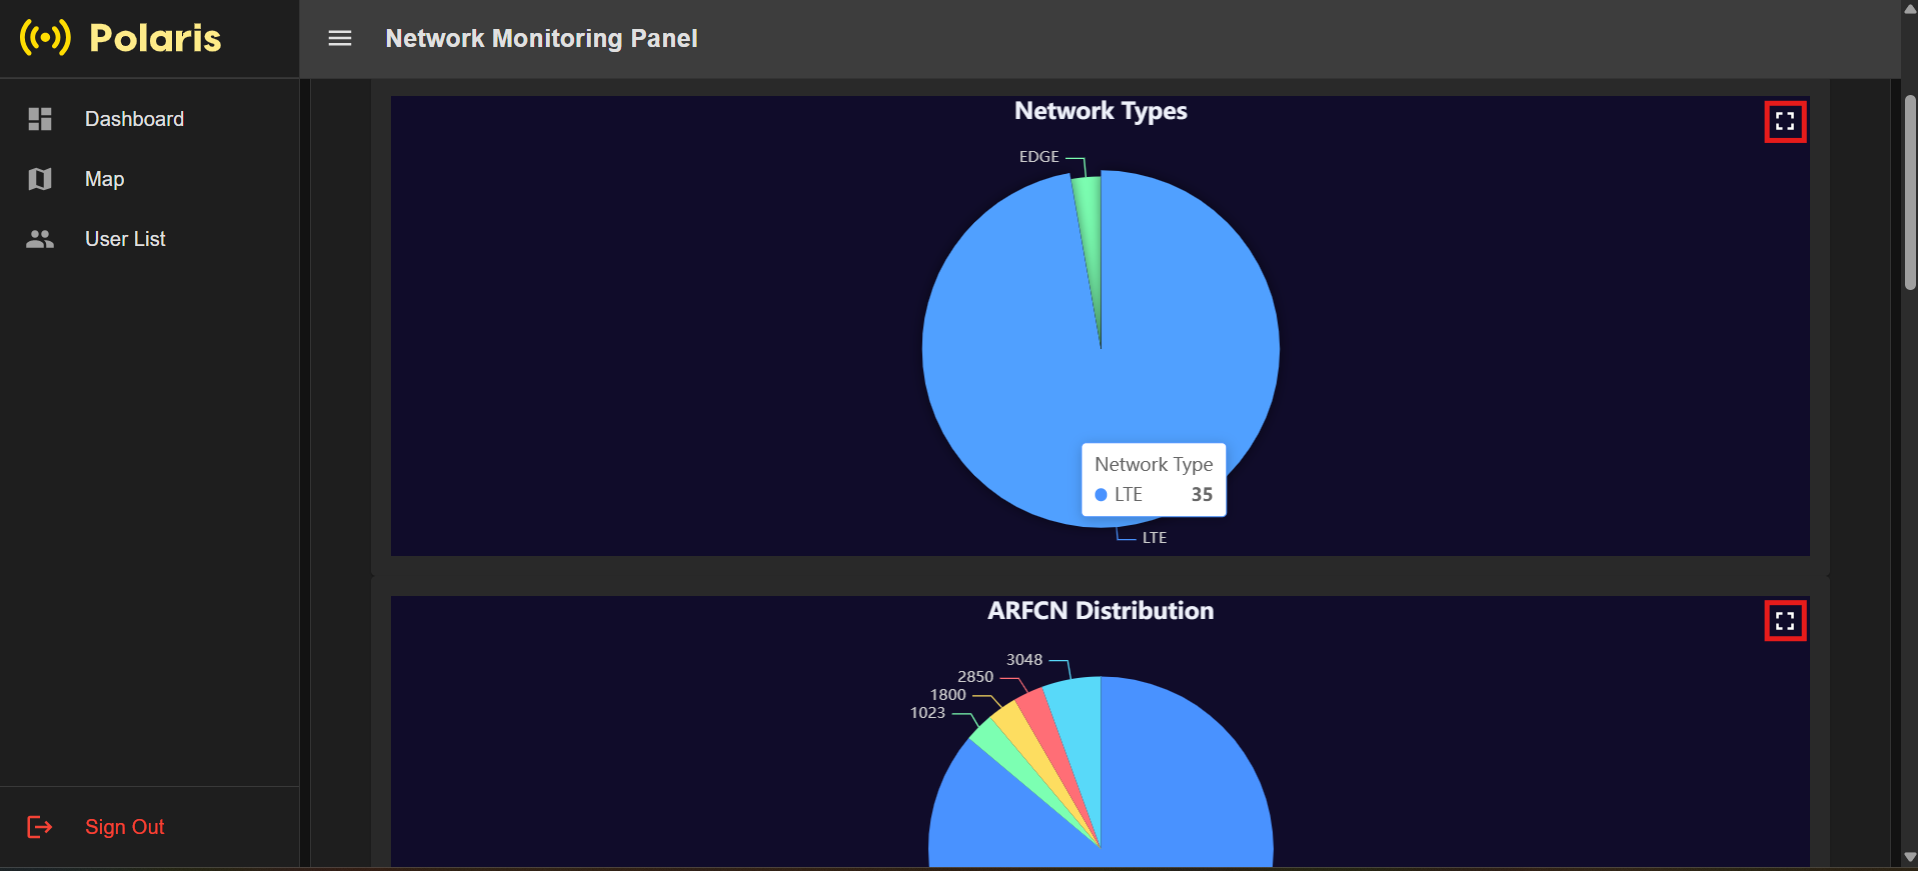 Polaris
Network Monitoring Panel
Dashboard
Map
User List
Sign Out
Network Types
EDGE
Network Type
LTE 35
LTE
ARFCN Distribution
3048
2850
1800
1023